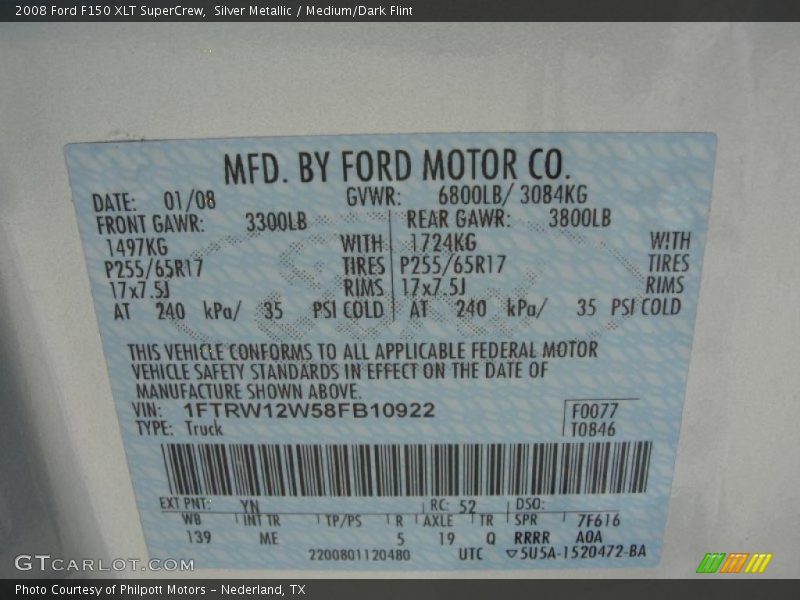 2008 Ford F150 XLT SuperCrew,  Silver Metallic / Medium/Dark Flint
MFD. BY FORD MOTOR CO.
DATE: 01/08 GVWR: 6800LB/ 3084KG
FRONT GAWR: 3300LB REAR GAWR: 3800LB
1497KG WITH 1724KG WITH
P255/65R17 TIRES P255/65R17 TIRES
17x7.5J RIMS 17x7.5J RIMS
AT 240 kPa/ 35 PSI COLD AT 240 kPa/ 35 PSI COLD
THIS VEHICLE CONFORMS TO ALL APPLICABLE FEDERAL MOTOR
VEHICLE SAFETY STANDARDS IN EFFECT ON THE DATE OF
MANUFACTURE SHOWN ABOVE.
VIN: 1FTRW12W58FB10922 F0077
TYPE: Truck T0846
EXT PNT: YN RC: 52 DSO:
WB INT TR TP/PS R AXLE TR SPR 7F616
139 ME 5 19 Q RRRR A0A
2200801120480 UTC ▽5U5A-1520472-BA
GTCARLOT.COM
Photo Courtesy of Philpott Motors - Nederland, TX